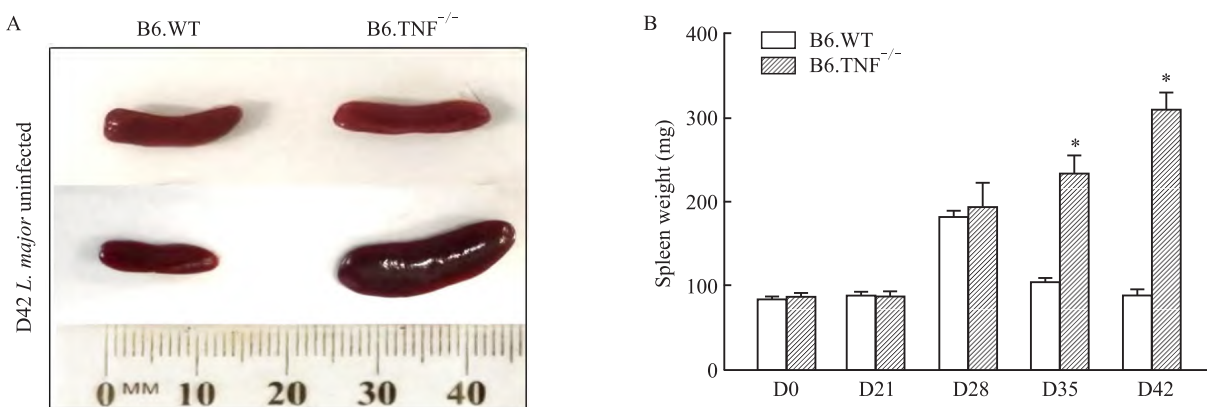 A
B6.WT B6.TNF−/−
D42 L. major uninfected
0 MM 10 20 30 40
B
B6.WT
B6.TNF−/−
Spleen weight (mg)
400
300
200
100
0
*
*
D0 D21 D28 D35 D42